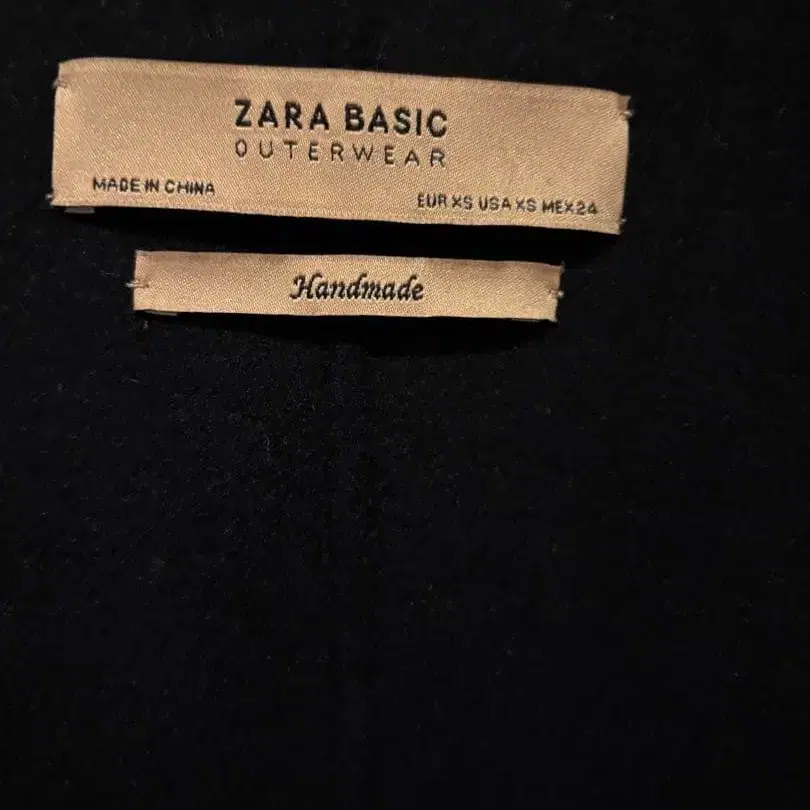 ZARA BASIC
OUTERWEAR
MADE IN CHINA
EUR XS USA XS MEX 24
Handmade